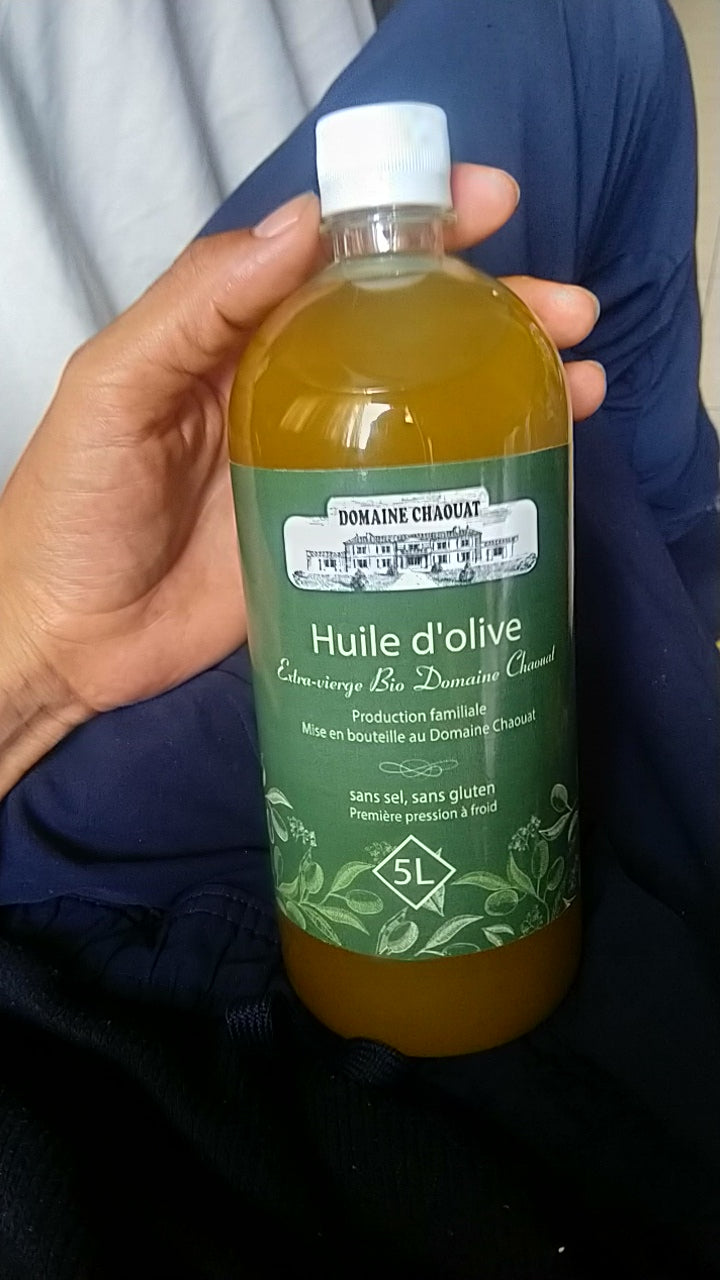 DOMAINE CHAOUAT
Huile d'olive
Extra-vierge Bio Domaine Chaouat
Production familiale
Mise en bouteille au Domaine Chaouat
sans sel, sans gluten
Première pression à froid
5L